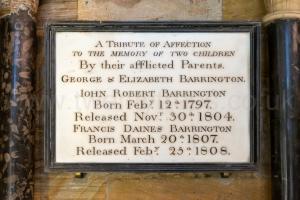 A Tribute of Affection
to the memory of two children
By their afflicted Parents.
George & Elizabeth Barrington.
John Robert Barrington
Born Feby. 12th 1797.
Released Novr. 30th 1804.
Francis Daines Barrington
Born March 20th 1807.
Released Feby. 25th 1808.